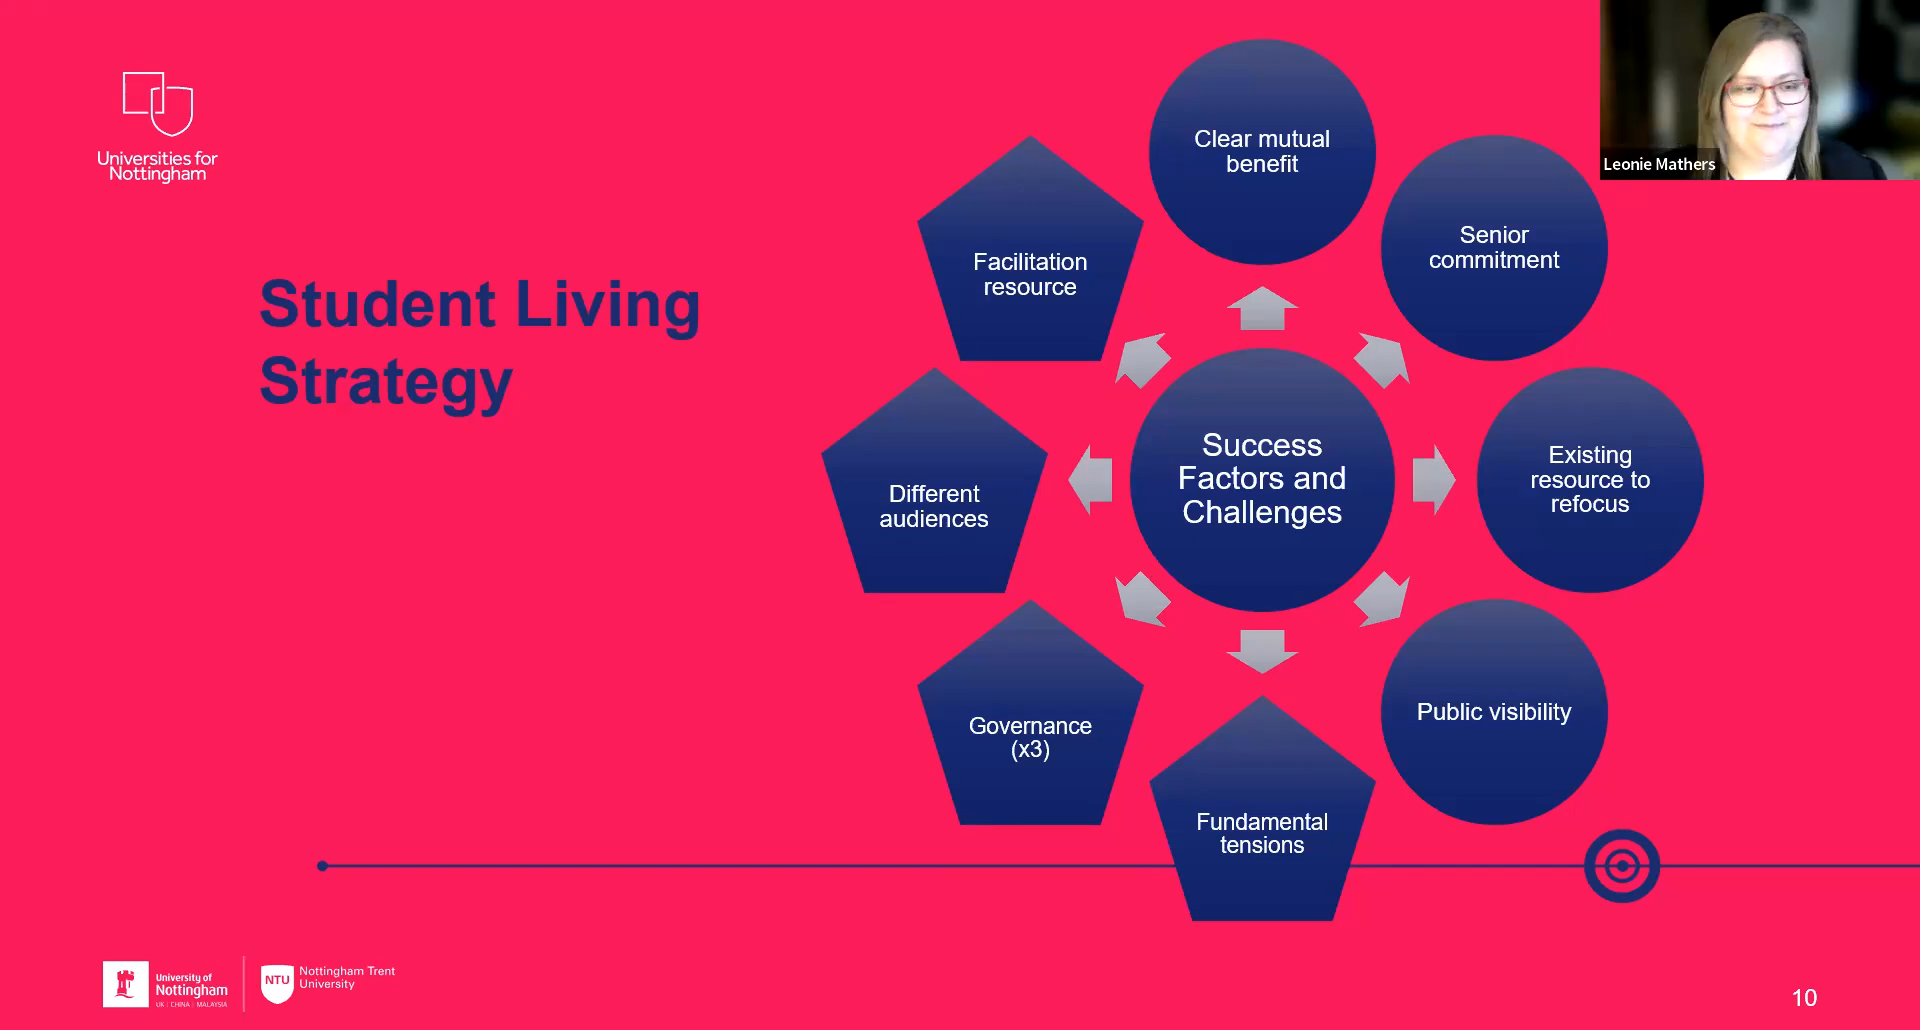 Universities for
Nottingham
Student Living
Strategy
Clear mutual
benefit
Senior
commitment
Existing
resource to
refocus
Public visibility
Fundamental
tensions
Governance
(x3)
Different
audiences
Facilitation
resource
Success
Factors and
Challenges
Leonie Mathers
University of
Nottingham
UK | CHINA | MALAYSIA
NTU
Nottingham Trent
University
10